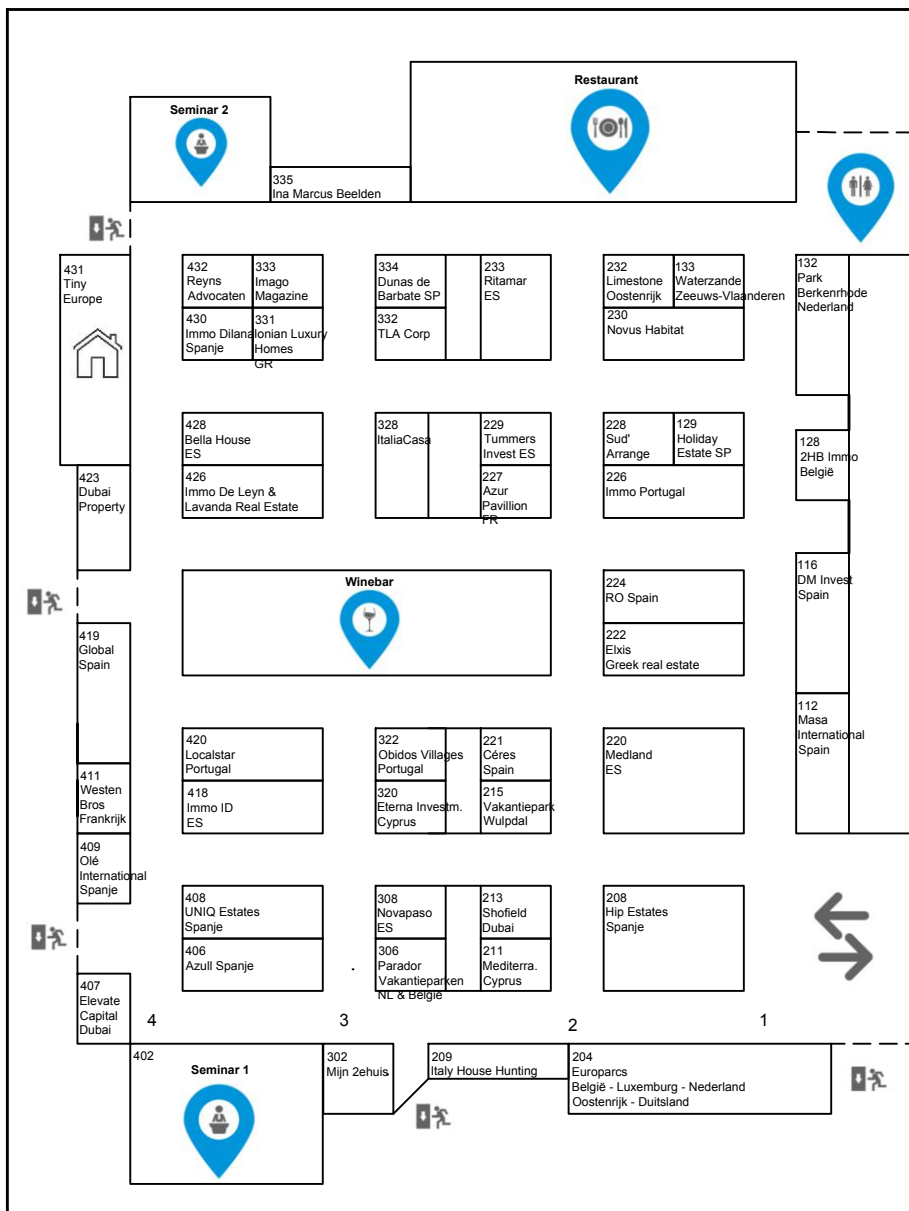 Restaurant
Seminar 2
335
Ina Marcus Beelden
431
Tiny
Europe
432
Reyns
Advocaten
333
Imago
Magazine
334
Dunas de
Barbate SP
233
Ritamar
ES
232
Limestone
Oostenrijk
133
Waterzande
Zeeuws-Vlaanderen
132
Park
Berkenrhode
Nederland
430
Immo Dilana
Spanje
331
Ionian Luxury
Homes
GR
332
TLA Corp
230
Novus Habitat
428
Bella House
ES
328
ItaliaCasa
229
Tummers
Invest ES
228
Sud'
Arrange
129
Holiday
Estate SP
128
2HB Immo
België
423
Dubai
Property
426
Immo De Leyn &
Lavanda Real Estate
227
Azur
Pavillion
FR
226
Immo Portugal
Winebar
224
RO Spain
116
DM Invest
Spain
419
Global
Spain
222
Elxis
Greek real estate
112
Masa
International
Spain
420
Localstar
Portugal
322
Obidos Villages
Portugal
221
Céres
Spain
220
Medland
ES
411
Westen
Bros
Frankrijk
418
Immo ID
ES
320
Eterna Investm.
Cyprus
215
Vakantiepark
Wulpdal
409
Olé
International
Spanje
408
UNIQ Estates
Spanje
308
Novapaso
ES
213
Shofield
Dubai
208
Hip Estates
Spanje
406
Azull Spanje
.
306
Parador
Vakantieparken
NL & België
211
Mediterra.
Cyprus
407
Elevate
Capital
Dubai
4
3
2
1
402
Seminar 1
302
Mijn 2ehuis
209
Italy House Hunting
204
Europarcs
België - Luxemburg - Nederland
Oostenrijk - Duitsland